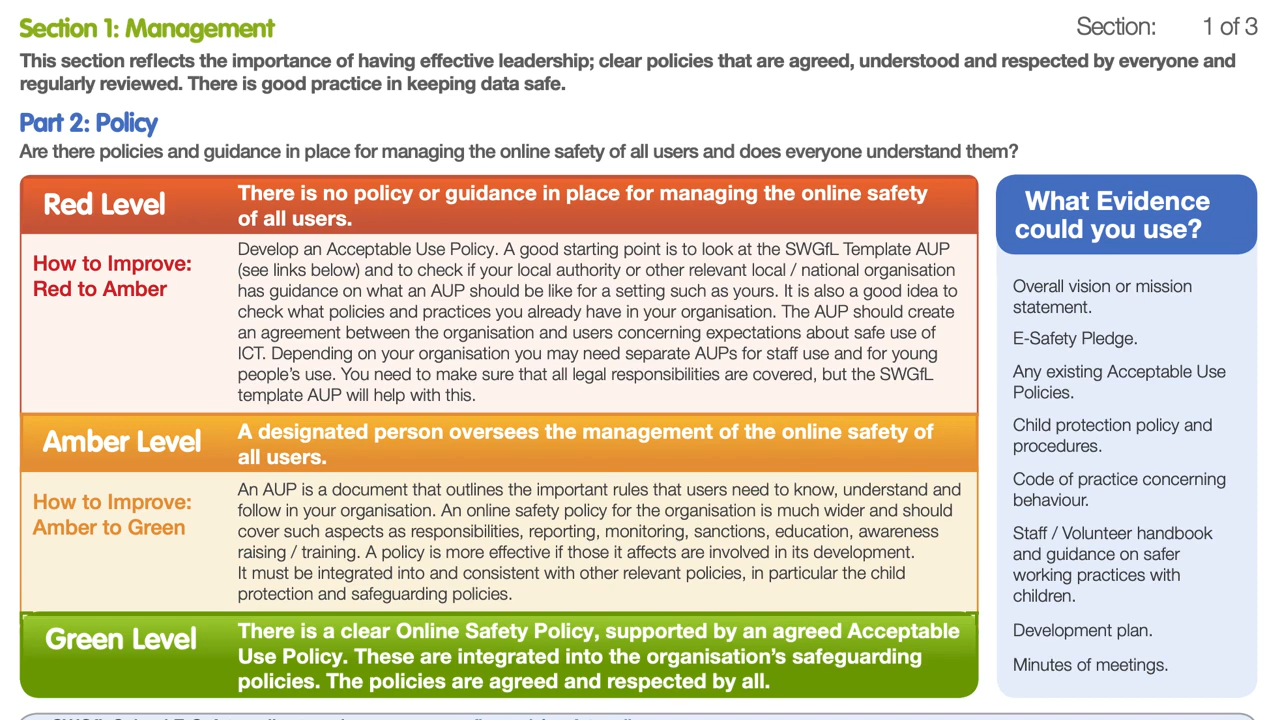 Section 1: Management
Section: 1 of 3
This section reflects the importance of having effective leadership; clear policies that are agreed, understood and respected by everyone and
regularly reviewed. There is good practice in keeping data safe.
Part 2: Policy
Are there policies and guidance in place for managing the online safety of all users and does everyone understand them?
Red Level
There is no policy or guidance in place for managing the online safety
of all users.
How to Improve:
Red to Amber
Develop an Acceptable Use Policy. A good starting point is to look at the SWGfL Template AUP
(see links below) and to check if your local authority or other relevant local / national organisation
has guidance on what an AUP should be like for a setting such as yours. It is also a good idea to
check what policies and practices you already have in your organisation. The AUP should create
an agreement between the organisation and users concerning expectations about safe use of
ICT. Depending on your organisation you may need separate AUPs for staff use and for young
people's use. You need to make sure that all legal responsibilities are covered, but the SWGfL
template AUP will help with this.
Amber Level
A designated person oversees the management of the online safety of
all users.
How to Improve:
Amber to Green
An AUP is a document that outlines the important rules that users need to know, understand and
follow in your organisation. An online safety policy for the organisation is much wider and should
cover such aspects as responsibilities, reporting, monitoring, sanctions, education, awareness
raising / training. A policy is more effective if those it affects are involved in its development.
It must be integrated into and consistent with other relevant policies, in particular the child
protection and safeguarding policies.
Green Level
There is a clear Online Safety Policy, supported by an agreed Acceptable
Use Policy. These are integrated into the organisation's safeguarding
policies. The policies are agreed and respected by all.
What Evidence
could you use?
Overall vision or mission
statement.
E-Safety Pledge.
Any existing Acceptable Use
Policies.
Child protection policy and
procedures.
Code of practice concerning
behaviour.
Staff / Volunteer handbook
and guidance on safer
working practices with
children.
Development plan.
Minutes of meetings.